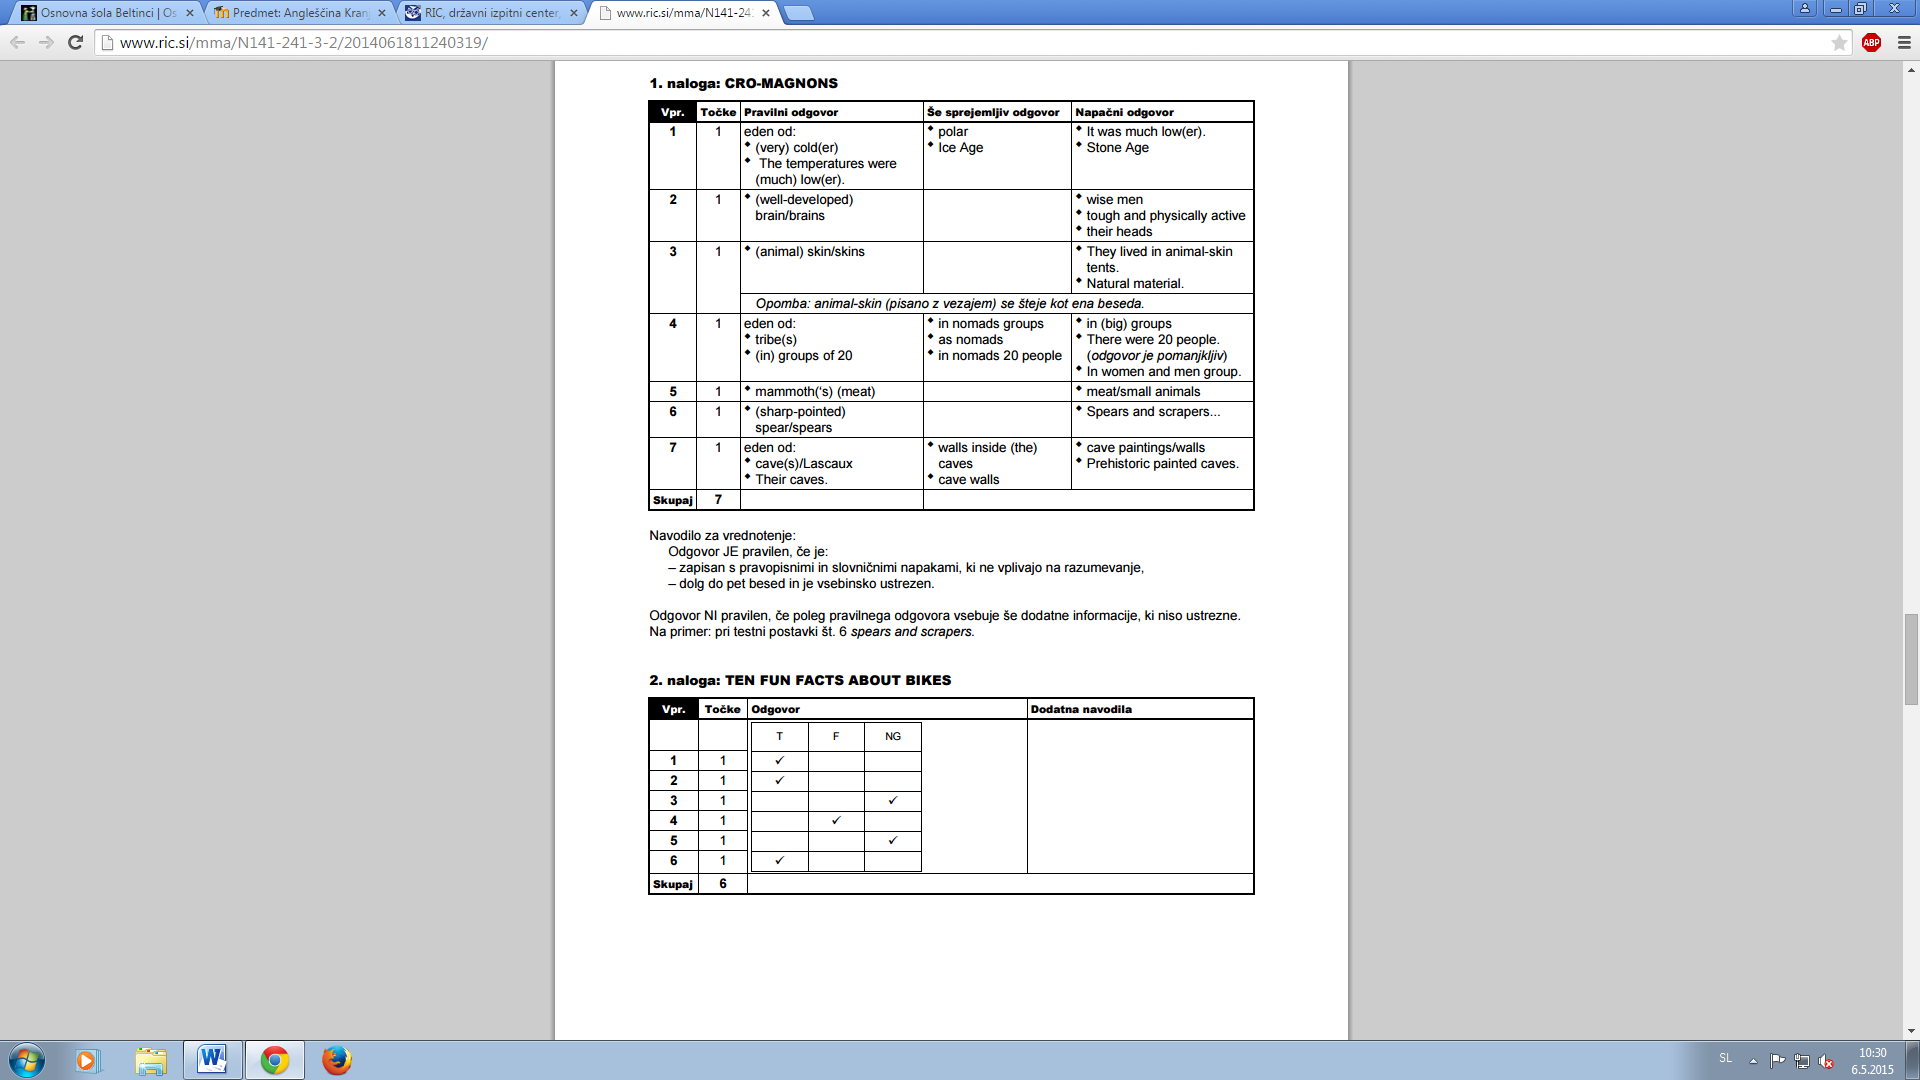 Osnovna šola Beltinci | Os
Predmet: Angleščina Kranj
RIC, državni izpitni center,
www.ric.si/mma/N141-241
www.ric.si/mma/N141-241-3-2/2014061811240319/
ABP
1. naloga: CRO-MAGNONS
Vpr. Točke Pravilni odgovor Še sprejemljiv odgovor Napačni odgovor
1 1 eden od: • polar • It was much low(er).
• (very) cold(er) • Ice Age • Stone Age
• The temperatures were
(much) low(er).
2 1 • (well-developed) • wise men
brain/brains • tough and physically active
• their heads
3 1 • (animal) skin/skins • They lived in animal-skin
tents.
• Natural material.
Opomba: animal-skin (pisano z vezajem) se šteje kot ena beseda.
4 1 eden od: • in nomads groups • in (big) groups
• tribe(s) • as nomads • There were 20 people.
• (in) groups of 20 • in nomads 20 people (odgovor je pomanjkljiv)
• In women and men group.
5 1 • mammoth('s) (meat) • meat/small animals
6 1 • (sharp-pointed) • Spears and scrapers...
spear/spears
7 1 eden od: • walls inside (the) • cave paintings/walls
• cave(s)/Lascaux caves • Prehistoric painted caves.
• Their caves. • cave walls
Skupaj 7
Navodilo za vrednotenje:
Odgovor JE pravilen, če je:
– zapisan s pravopisnimi in slovničnimi napakami, ki ne vplivajo na razumevanje,
– dolg do pet besed in je vsebinsko ustrezen.
Odgovor NI pravilen, če poleg pravilnega odgovora vsebuje še dodatne informacije, ki niso ustrezne.
Na primer: pri testni postavki št. 6 spears and scrapers.
2. naloga: TEN FUN FACTS ABOUT BIKES
Vpr. Točke Odgovor Dodatna navodila
T F NG
1 1 ✓
2 1 ✓
3 1 ✓
4 1 ✓
5 1 ✓
6 1 ✓
Skupaj 6
SL
10:30
6.5.2015